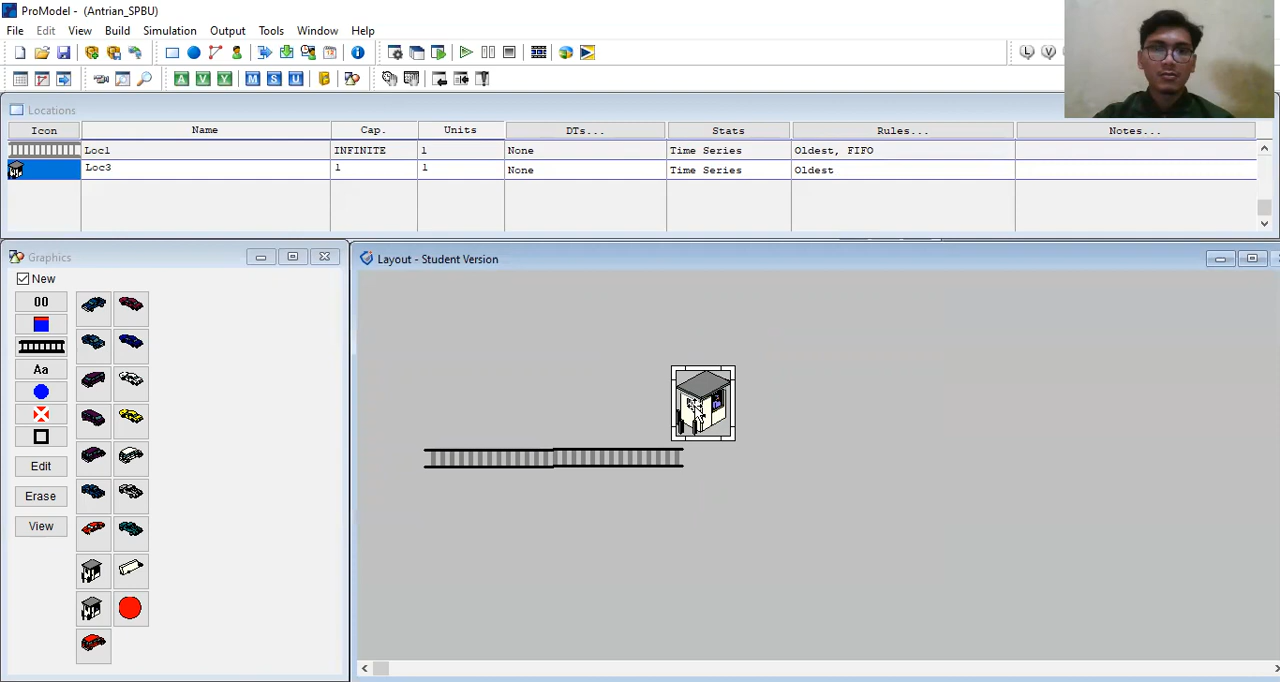 ProModel - (Antrian_SPBU)
File Edit View Build Simulation Output Tools Window Help
L V
A V V M S S U
Locations
Icon Name Cap. Units DTs... Stats Rules... Notes...
Loc1 INFINITE 1 None Time Series Oldest, FIFO
Loc3 1 1 None Time Series Oldest
Graphics
Layout - Student Version
New
00
Aa
Edit
Erase
View